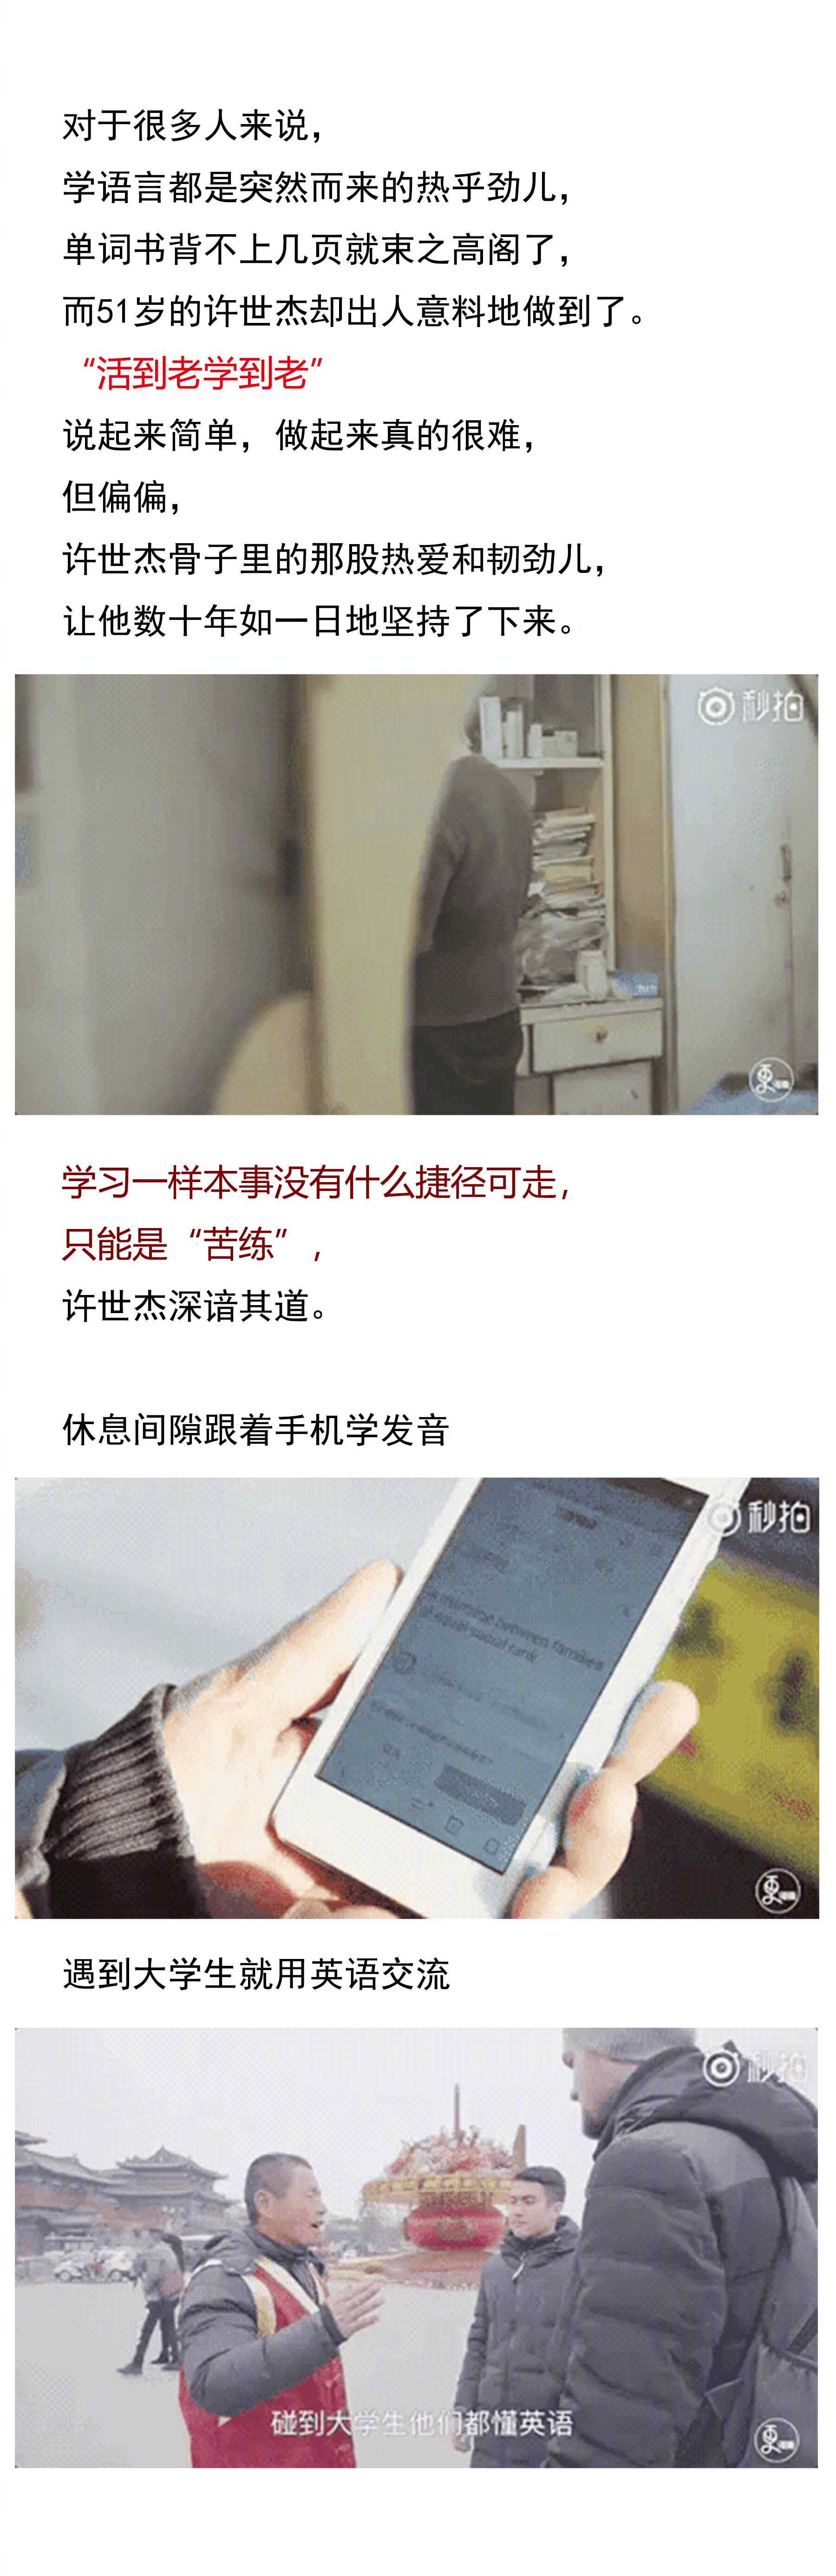 对于很多人来说，
学语言都是突然而来的热乎劲儿，
单词书背不上几页就束之高阁了，
而51岁的许世杰却出人意料地做到了。
“活到老学到老”
说起来简单，做起来真的很难，
但偏偏，
许世杰骨子里的那股热爱和韧劲儿，
让他数十年如一日地坚持了下来。
秒拍
更
学习一样本事没有什么捷径可走，
只能是“苦练”，
许世杰深谙其道。
休息间隙跟着手机学发音
秒拍
marriage between families
equal social rank
更
遇到大学生就用英语交流
秒拍
碰到大学生他们都懂英语
更